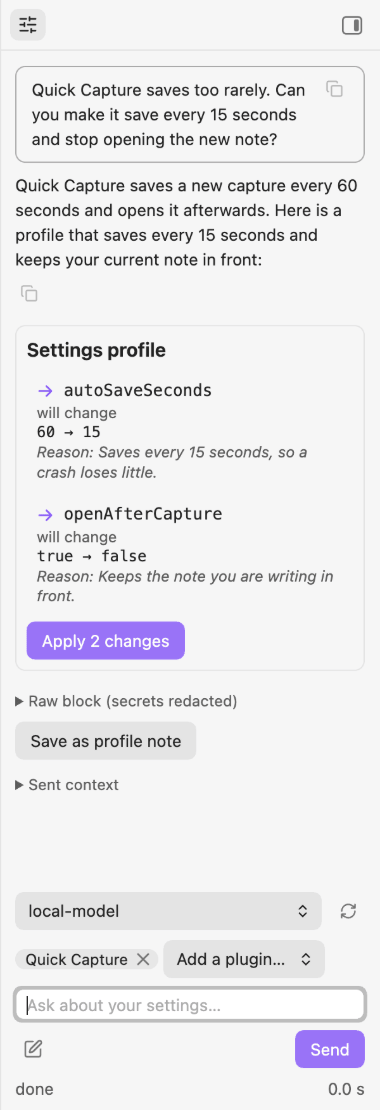 Quick Capture saves too rarely. Can
you make it save every 15 seconds
and stop opening the new note?
Quick Capture saves a new capture every 60
seconds and opens it afterwards. Here is a
profile that saves every 15 seconds and
keeps your current note in front:
Settings profile
→ autoSaveSeconds
will change
60 → 15
Reason: Saves every 15 seconds, so a
crash loses little.
→ openAfterCapture
will change
true → false
Reason: Keeps the note you are writing in
front.
Apply 2 changes
Raw block (secrets redacted)
Save as profile note
Sent context
local-model
Quick Capture
Add a plugin...
Ask about your settings...
Send
done 0.0 s